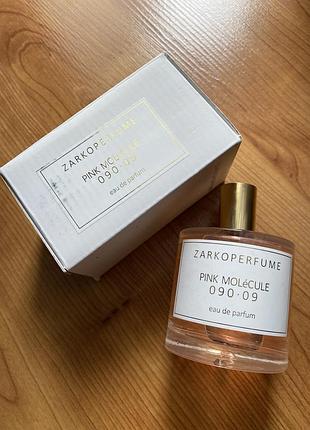 ZARKOPERFUME
PINK MOLéCULE
090·09
eau de parfum
ZARKOPERFUME
PINK MOLéCULE
090·09
eau de parfum